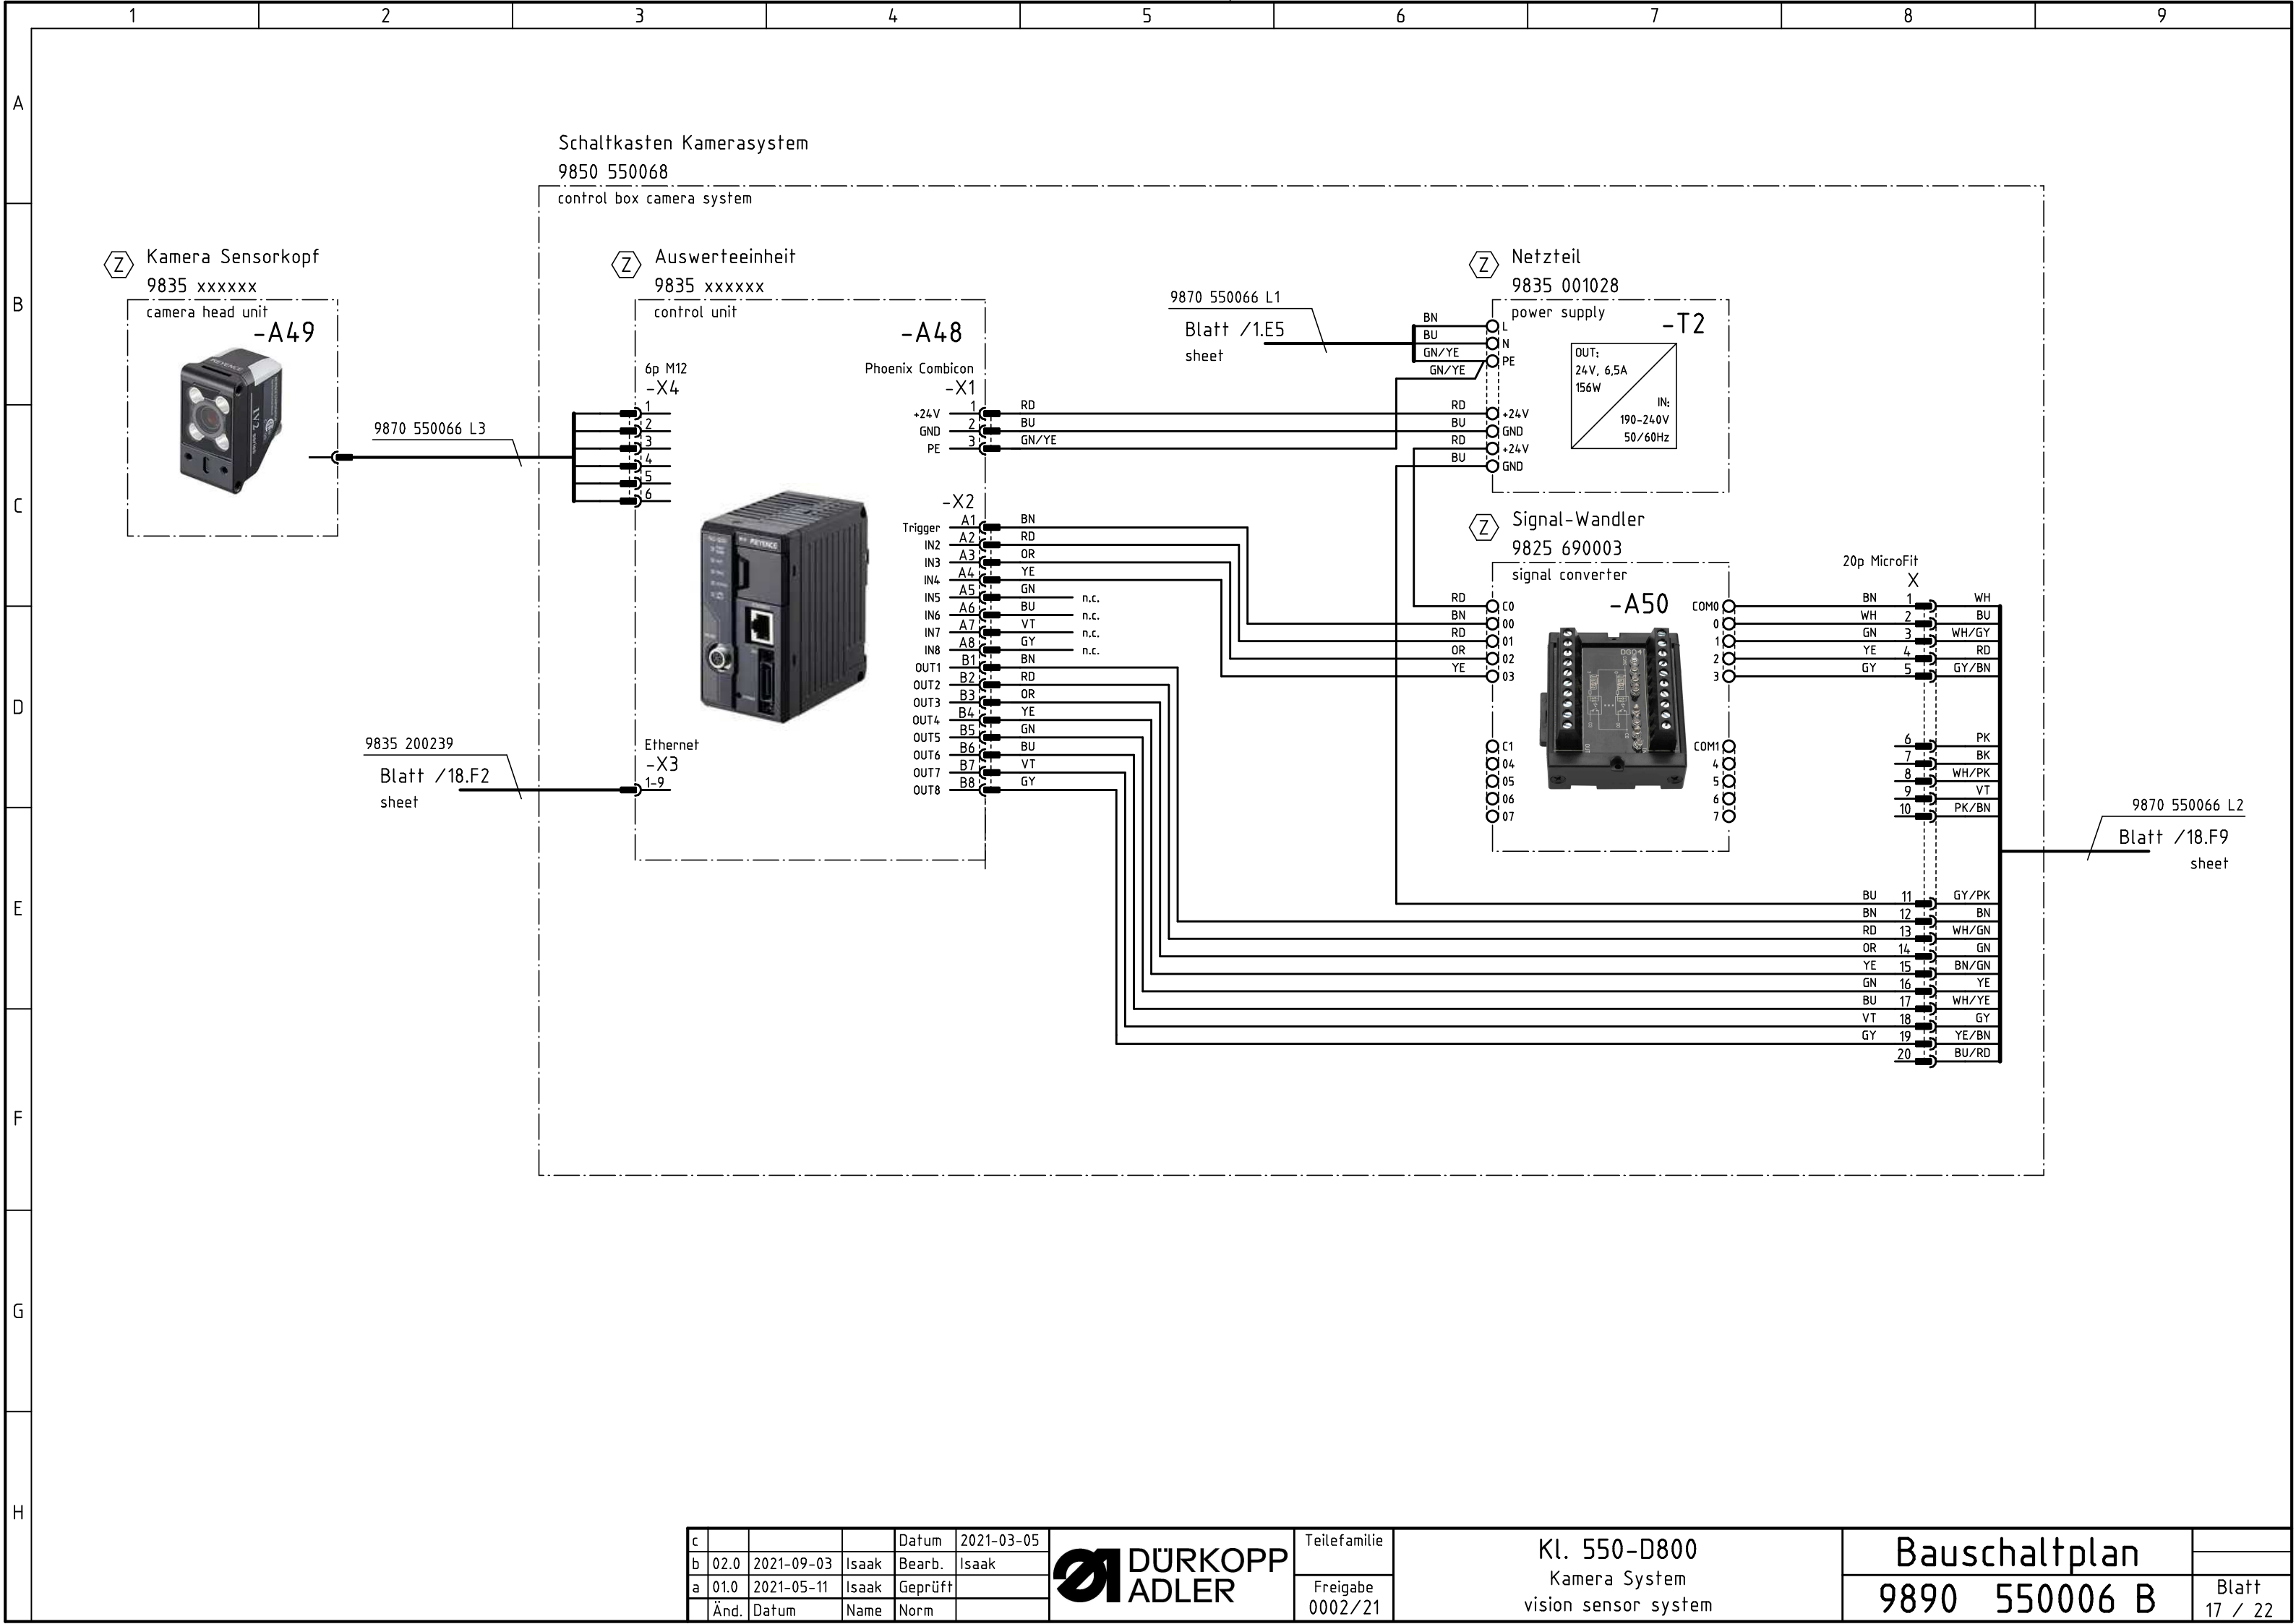 1 2 3 4 5 6 7 8 9
A
B
C
D
E
F
G
H
Schaltkasten Kamerasystem
9850 550068
control box camera system
Z
Kamera Sensorkopf
9835 xxxxxx
camera head unit
-A49
KEYENCE
9870 550066 L3
Z
Auswerteeinheit
9835 xxxxxx
control unit
-A48
6p M12
-X4
1
2
3
4
5
6
Phoenix Combicon
-X1
+24V 1 RD
GND 2 BU
PE 3 GN/YE
-X2
Trigger A1 BN
IN2 A2 RD
IN3 A3 OR
IN4 A4 YE
IN5 A5 GN n.c.
IN6 A6 BU n.c.
IN7 A7 VT n.c.
IN8 A8 GY n.c.
OUT1 B1 BN
OUT2 B2 RD
OUT3 B3 OR
OUT4 B4 YE
OUT5 B5 GN
OUT6 B6 BU
OUT7 B7 VT
OUT8 B8 GY
KEYENCE
Ethernet
-X3
1-9
9835 200239
Blatt /18.F2
sheet
9870 550066 L1
Blatt /1.E5
sheet
Z
Netzteil
9835 001028
power supply
-T2
BN L
BU N
GN/YE PE
GN/YE
RD +24V
BU GND
RD +24V
BU GND
OUT:
24V, 6,5A
156W
IN:
190-240V
50/60Hz
Z
Signal-Wandler
9825 690003
signal converter
-A50
RD C0
BN 00
RD 01
OR 02
YE 03
C1
04
05
06
07
COM0
0
1
2
3
COM1
4
5
6
7
20p MicroFit
X
BN 1 WH
WH 2 BU
GN 3 WH/GY
YE 4 RD
GY 5 GY/BN
6 PK
7 BK
8 WH/PK
9 VT
10 PK/BN
BU 11 GY/PK
BN 12 BN
RD 13 WH/GN
OR 14 GN
YE 15 BN/GN
GN 16 YE
BU 17 WH/YE
VT 18 GY
GY 19 YE/BN
20 BU/RD
9870 550066 L2
Blatt /18.F9
sheet
c Datum 2021-03-05
b 02.0 2021-09-03 Isaak Bearb. Isaak
a 01.0 2021-05-11 Isaak Geprüft
Änd. Datum Name Norm
DÜRKOPP
ADLER
Teilefamilie
Freigabe
0002/21
Kl. 550-D800
Kamera System
vision sensor system
Bauschaltplan
9890 550006 B
Blatt
17 / 22